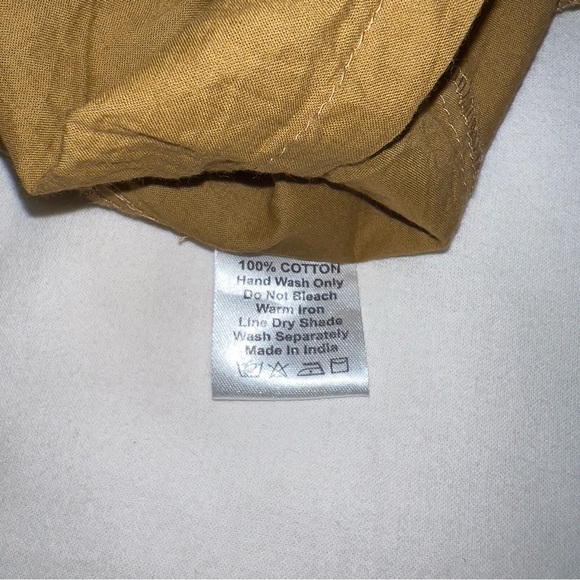 100% COTTON
Hand Wash Only
Do Not Bleach
Warm Iron
Line Dry Shade
Wash Separately
Made In India